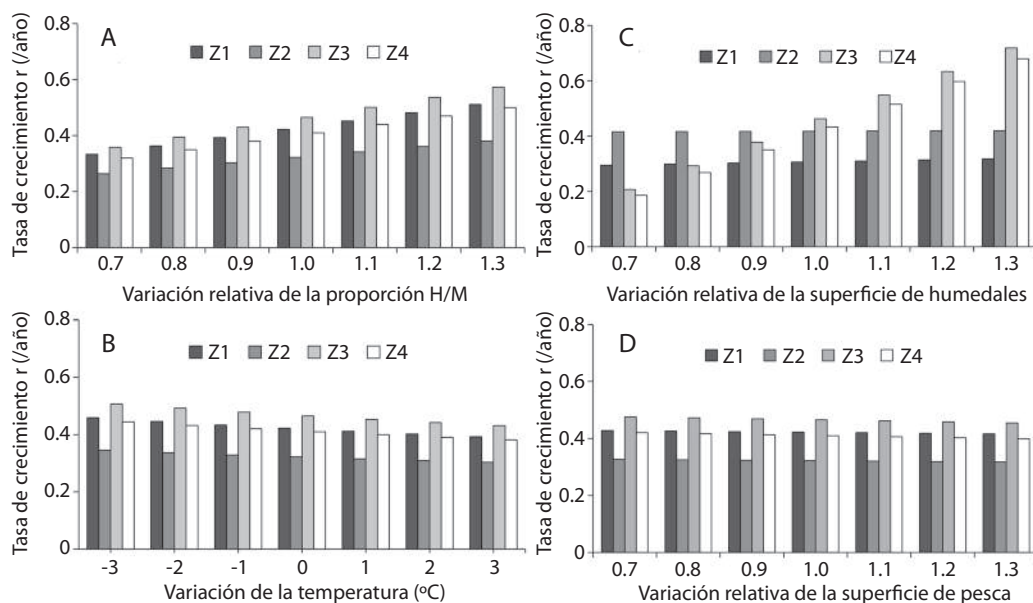 A
Z1 Z2 Z3 Z4
Tasa de crecimiento r (/año)
0.8
0.6
0.4
0.2
0
0.7 0.8 0.9 1.0 1.1 1.2 1.3
Variación relativa de la proporción H/M
C
Z1 Z2 Z3 Z4
Tasa de crecimiento r (/año)
0.8
0.6
0.4
0.2
0
0.7 0.8 0.9 1.0 1.1 1.2 1.3
Variación relativa de la superficie de humedales
B
Z1 Z2 Z3 Z4
Tasa de crecimiento r (/año)
0.8
0.6
0.4
0.2
0
-3 -2 -1 0 1 2 3
Variación de la temperatura (ºC)
D
Z1 Z2 Z3 Z4
Tasa de crecimiento r (/año)
0.8
0.6
0.4
0.2
0
0.7 0.8 0.9 1.0 1.1 1.2 1.3
Variación relativa de la superficie de pesca